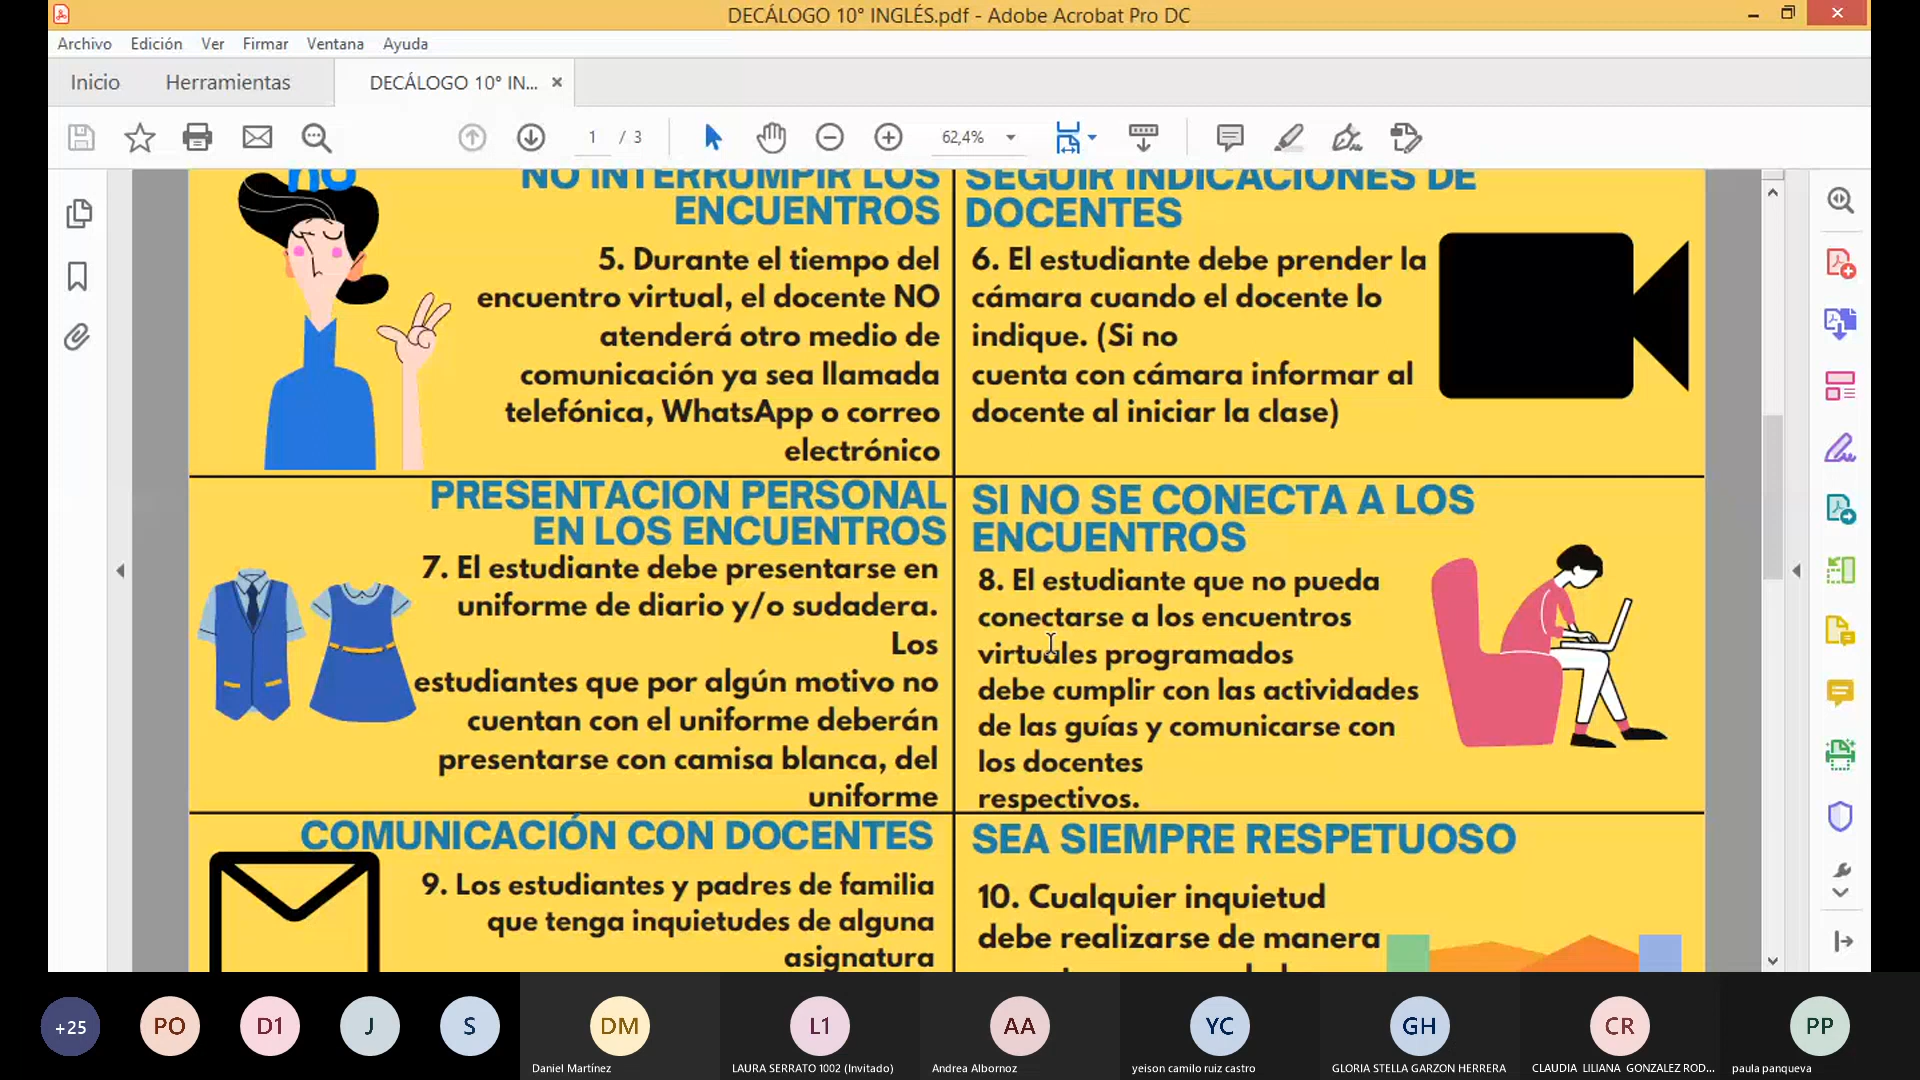 DECÁLOGO 10° INGLÉS.pdf - Adobe Acrobat Pro DC
Archivo Edición Ver Firmar Ventana Ayuda
Inicio Herramientas DECÁLOGO 10° IN... ×
1 / 3 62,4%
no
NO INTERRUMPIR LOS
ENCUENTROS
5. Durante el tiempo del
encuentro virtual, el docente NO
atenderá otro medio de
comunicación ya sea llamada
telefónica, WhatsApp o correo
electrónico
SEGUIR INDICACIONES DE
DOCENTES
6. El estudiante debe prender la
cámara cuando el docente lo
indique. (Si no
cuenta con cámara informar al
docente al iniciar la clase)
PRESENTACION PERSONAL
EN LOS ENCUENTROS
7. El estudiante debe presentarse en
uniforme de diario y/o sudadera.
Los
estudiantes que por algún motivo no
cuentan con el uniforme deberán
presentarse con camisa blanca, del
uniforme
SI NO SE CONECTA A LOS
ENCUENTROS
8. El estudiante que no pueda
conectarse a los encuentros
virtuales programados
debe cumplir con las actividades
de las guías y comunicarse con
los docentes
respectivos.
COMUNICACIÓN CON DOCENTES
9. Los estudiantes y padres de familia
que tenga inquietudes de alguna
asignatura
SEA SIEMPRE RESPETUOSO
10. Cualquier inquietud
debe realizarse de manera
+25 PO D1 J S DM L1 AA YC GH CR PP
Daniel Martínez LAURA SERRATO 1002 (Invitado) Andrea Albornoz yeison camilo ruiz castro GLORIA STELLA GARZON HERRERA CLAUDIA LILIANA GONZALEZ ROD... paula panqueva